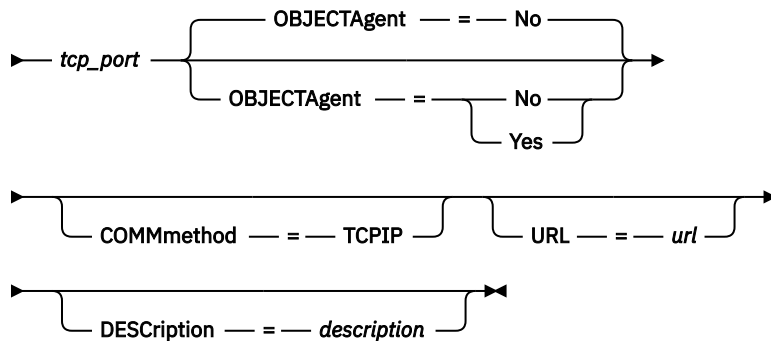 OBJECTAgent = No
tcp_port
OBJECTAgent = No
Yes
COMMmethod = TCPIP URL = url
DESCription = description